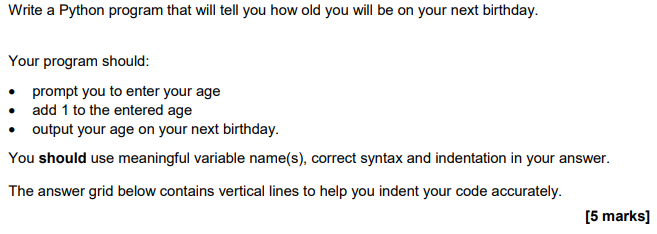 Write a Python program that will tell you how old you will be on your next birthday.
Your program should:
• prompt you to enter your age
• add 1 to the entered age
• output your age on your next birthday.
You should use meaningful variable name(s), correct syntax and indentation in your answer.
The answer grid below contains vertical lines to help you indent your code accurately.
[5 marks]